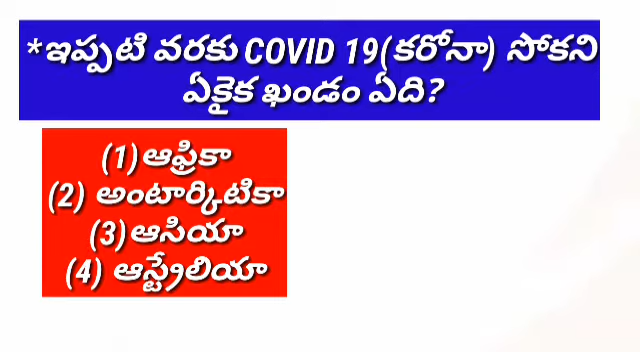 *ఇప్పటి వరకు COVID 19(కరోనా) సోకని
ఏకైక ఖండం ఏది?
(1)ఆఫ్రికా
(2) అంటార్కిటికా
(3)ఆసియా
(4) ఆస్ట్రేలియా